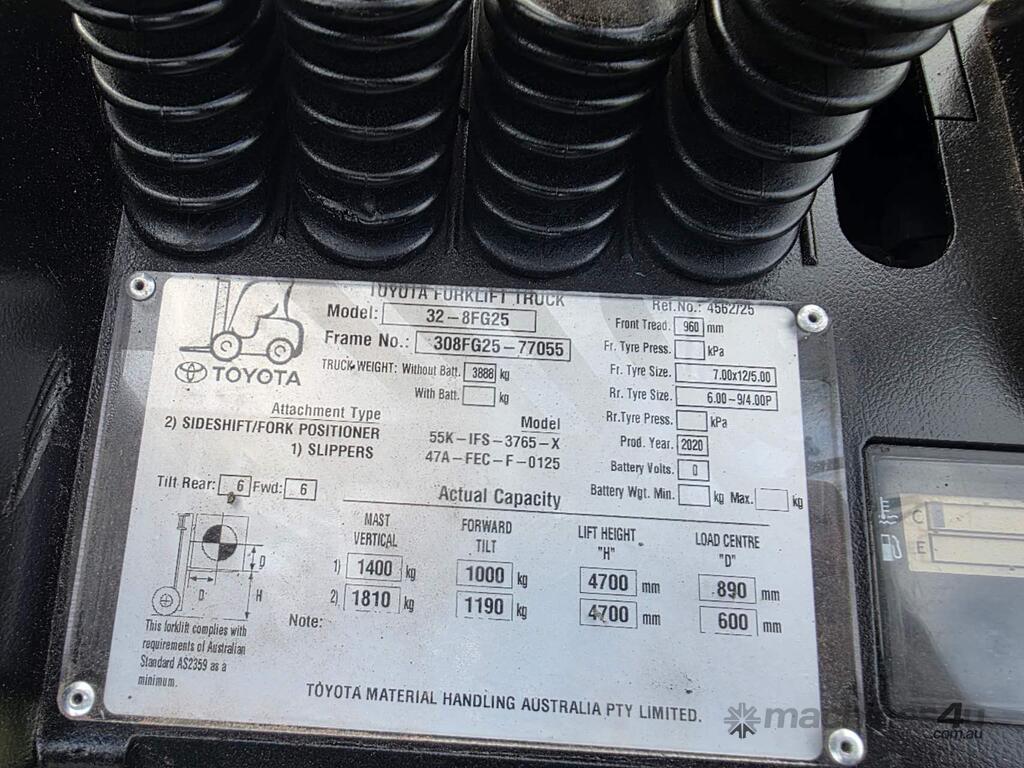 TOYOTA FORKLIFT TRUCK
Ref.No.: 4562/25
Model: 32-8FG25
Frame No.: 308FG25-77055
TOYOTA
TRUCK WEIGHT: Without Batt. 3888 kg
With Batt. kg
Front Tread. 960 mm
Fr. Tyre Press. kPa
Fr. Tyre Size. 7.00x12/5.00
Rr. Tyre Size. 6.00-9/4.00P
Rr.Tyre Press. kPa
Prod. Year. 2020
Battery Volts. 0
Battery Wgt. Min. kg Max. kg
Attachment Type Model
2) SIDESHIFT/FORK POSITIONER 55K-IFS-3765-X
1) SLIPPERS 47A-FEC-F-0125
Tilt Rear: 6 Fwd: 6
Actual Capacity
MAST VERTICAL FORWARD TILT LIFT HEIGHT "H" LOAD CENTRE "D"
1) 1400 kg 1000 kg 4700 mm 890 mm
2) 1810 kg 1190 kg 4700 mm 600 mm
D H D
Note:
This forklift complies with
requirements of Australian
Standard AS2359 as a
minimum.
TOYOTA MATERIAL HANDLING AUSTRALIA PTY LIMITED.
C
E
E
machines4u
.com.au